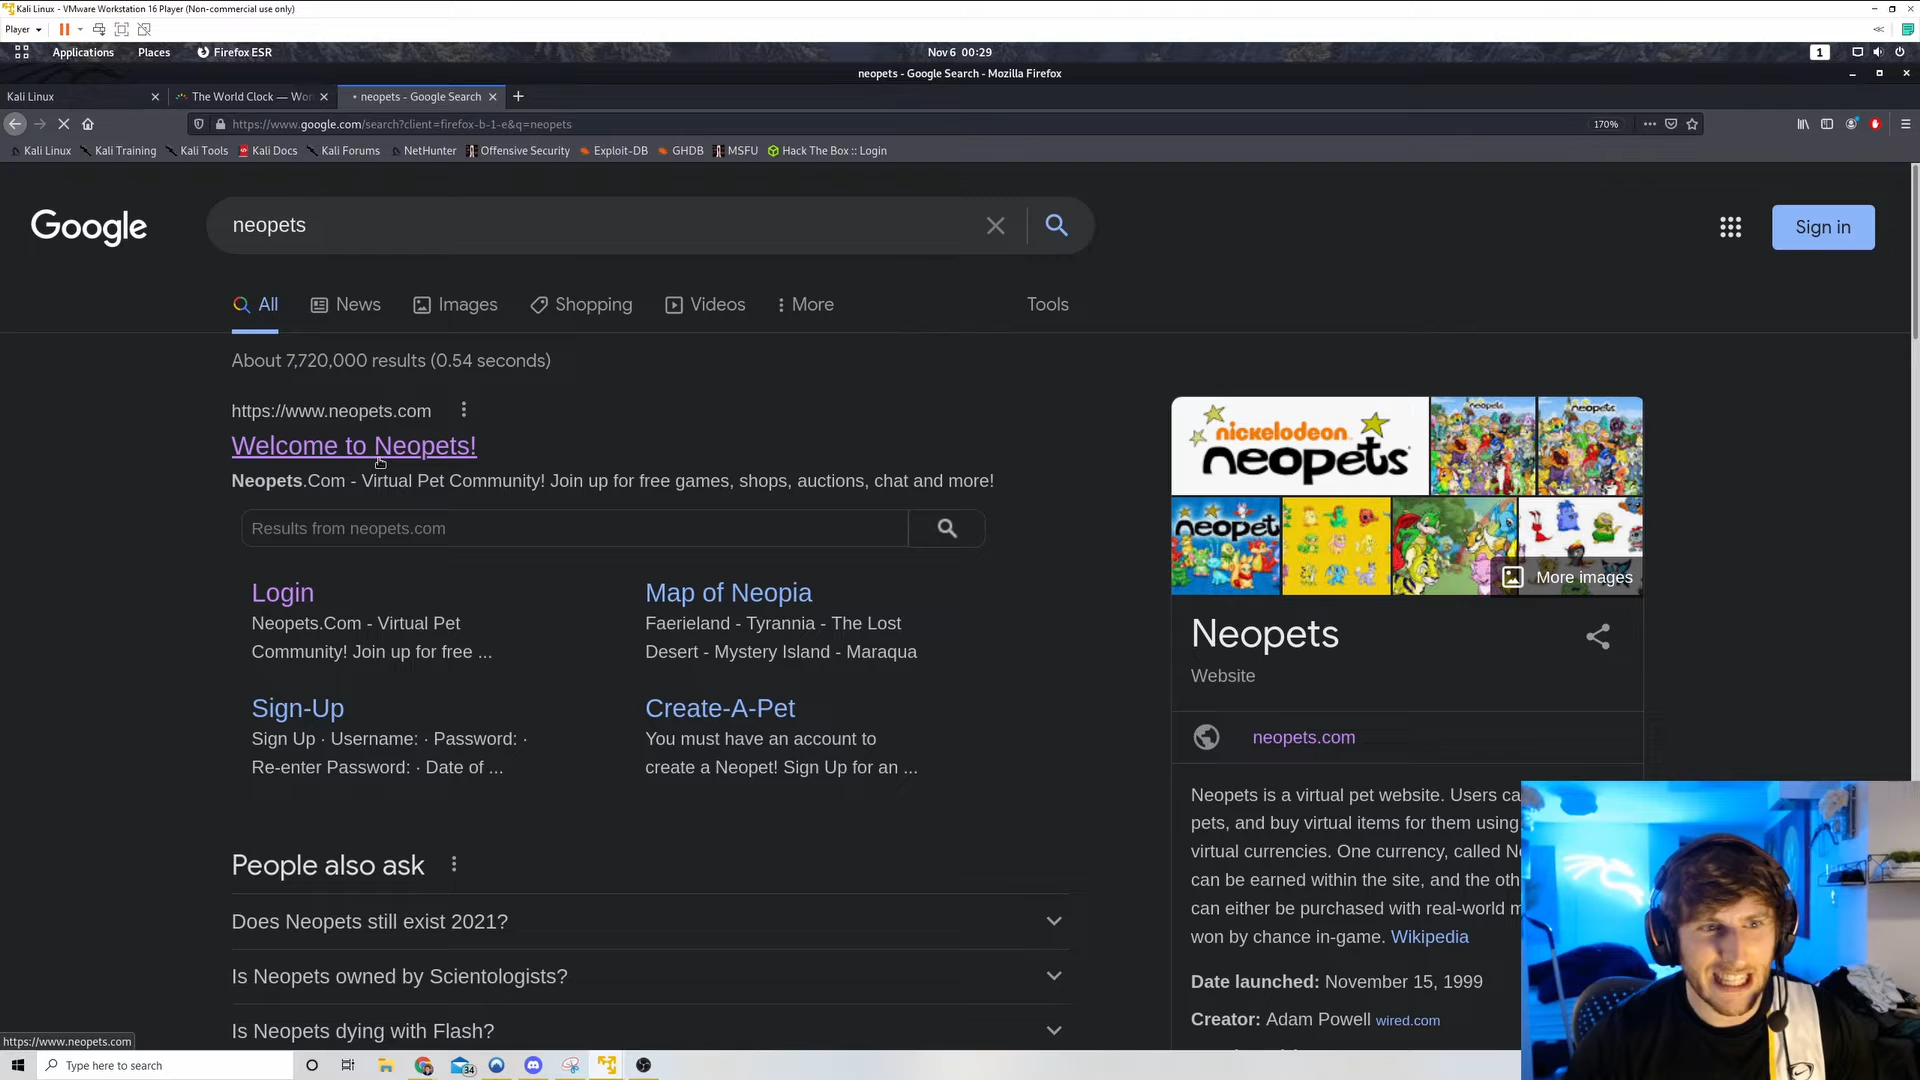 Kali Linux - VMware Workstation 16 Player (Non-commercial use only)
Player
Applications
Places
Firefox ESR
Nov 6 00:29
1
neopets - Google Search - Mozilla Firefox
Kali Linux
The World Clock — Wor
neopets - Google Search
https://www.google.com/search?client=firefox-b-1-e&q=neopets
170%
Kali Linux
Kali Training
Kali Tools
Kali Docs
Kali Forums
NetHunter
Offensive Security
Exploit-DB
GHDB
MSFU
Hack The Box :: Login
Google
neopets
Sign in
All
News
Images
Shopping
Videos
More
Tools
About 7,720,000 results (0.54 seconds)
https://www.neopets.com
Welcome to Neopets!
Neopets.Com - Virtual Pet Community! Join up for free games, shops, auctions, chat and more!
Results from neopets.com
Login
Neopets.Com - Virtual Pet
Community! Join up for free ...
Map of Neopia
Faerieland - Tyrannia - The Lost
Desert - Mystery Island - Maraqua
Sign-Up
Sign Up · Username: · Password: ·
Re-enter Password: · Date of ...
Create-A-Pet
You must have an account to
create a Neopet! Sign Up for an ...
People also ask
Does Neopets still exist 2021?
Is Neopets owned by Scientologists?
Is Neopets dying with Flash?
nickelodeon
neopets
neopets
neopets
neopet
More images
Neopets
Website
neopets.com
Neopets is a virtual pet website. Users ca
pets, and buy virtual items for them using
virtual currencies. One currency, called Ne
can be earned within the site, and the oth
can either be purchased with real-world m
won by chance in-game. Wikipedia
Date launched: November 15, 1999
Creator: Adam Powell wired.com
https://www.neopets.com
Type here to search
34